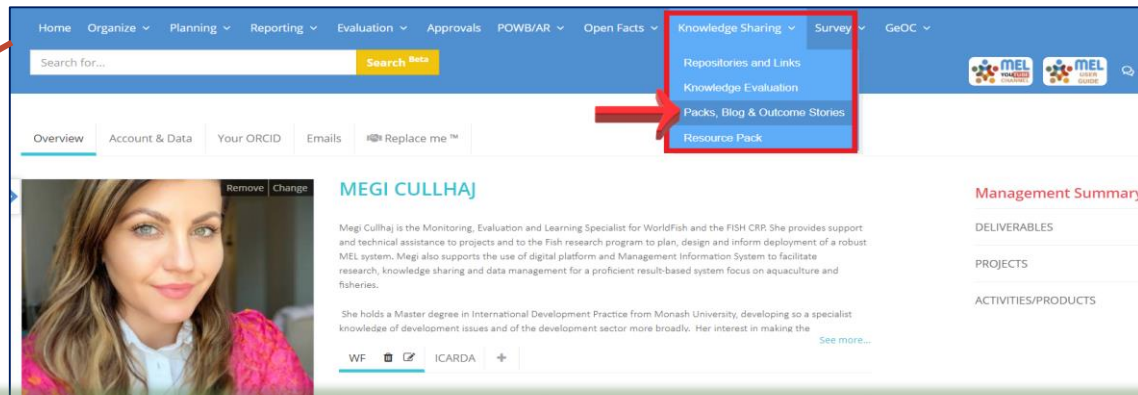 Home Organize Planning Reporting Evaluation Approvals POWB/AR Open Facts Knowledge Sharing Survey GeOC
Search for...
Search Beta
Repositories and Links
Knowledge Evaluation
Packs, Blog & Outcome Stories
Resource Pack
MEL YOUTUBE CHANNEL
MEL USER GUIDE
Overview Account & Data Your ORCID Emails Replace me ™
Remove Change
MEGI CULLHAJ
Megi Cullhaj is the Monitoring, Evaluation and Learning Specialist for WorldFish and the FISH CRP. She provides support
and technical assistance to projects and to the Fish research program to plan, design and inform deployment of a robust
MEL system. Megi also supports the use of digital platform and Management Information System to facilitate
research, knowledge sharing and data management for a proficient result-based system focus on aquaculture and
fisheries.
She holds a Master degree in International Development Practice from Monash University, developing so a specialist
knowledge of development issues and of the development sector more broadly. Her interest in making the
See more...
WF ICARDA +
Management Summary
DELIVERABLES
PROJECTS
ACTIVITIES/PRODUCTS